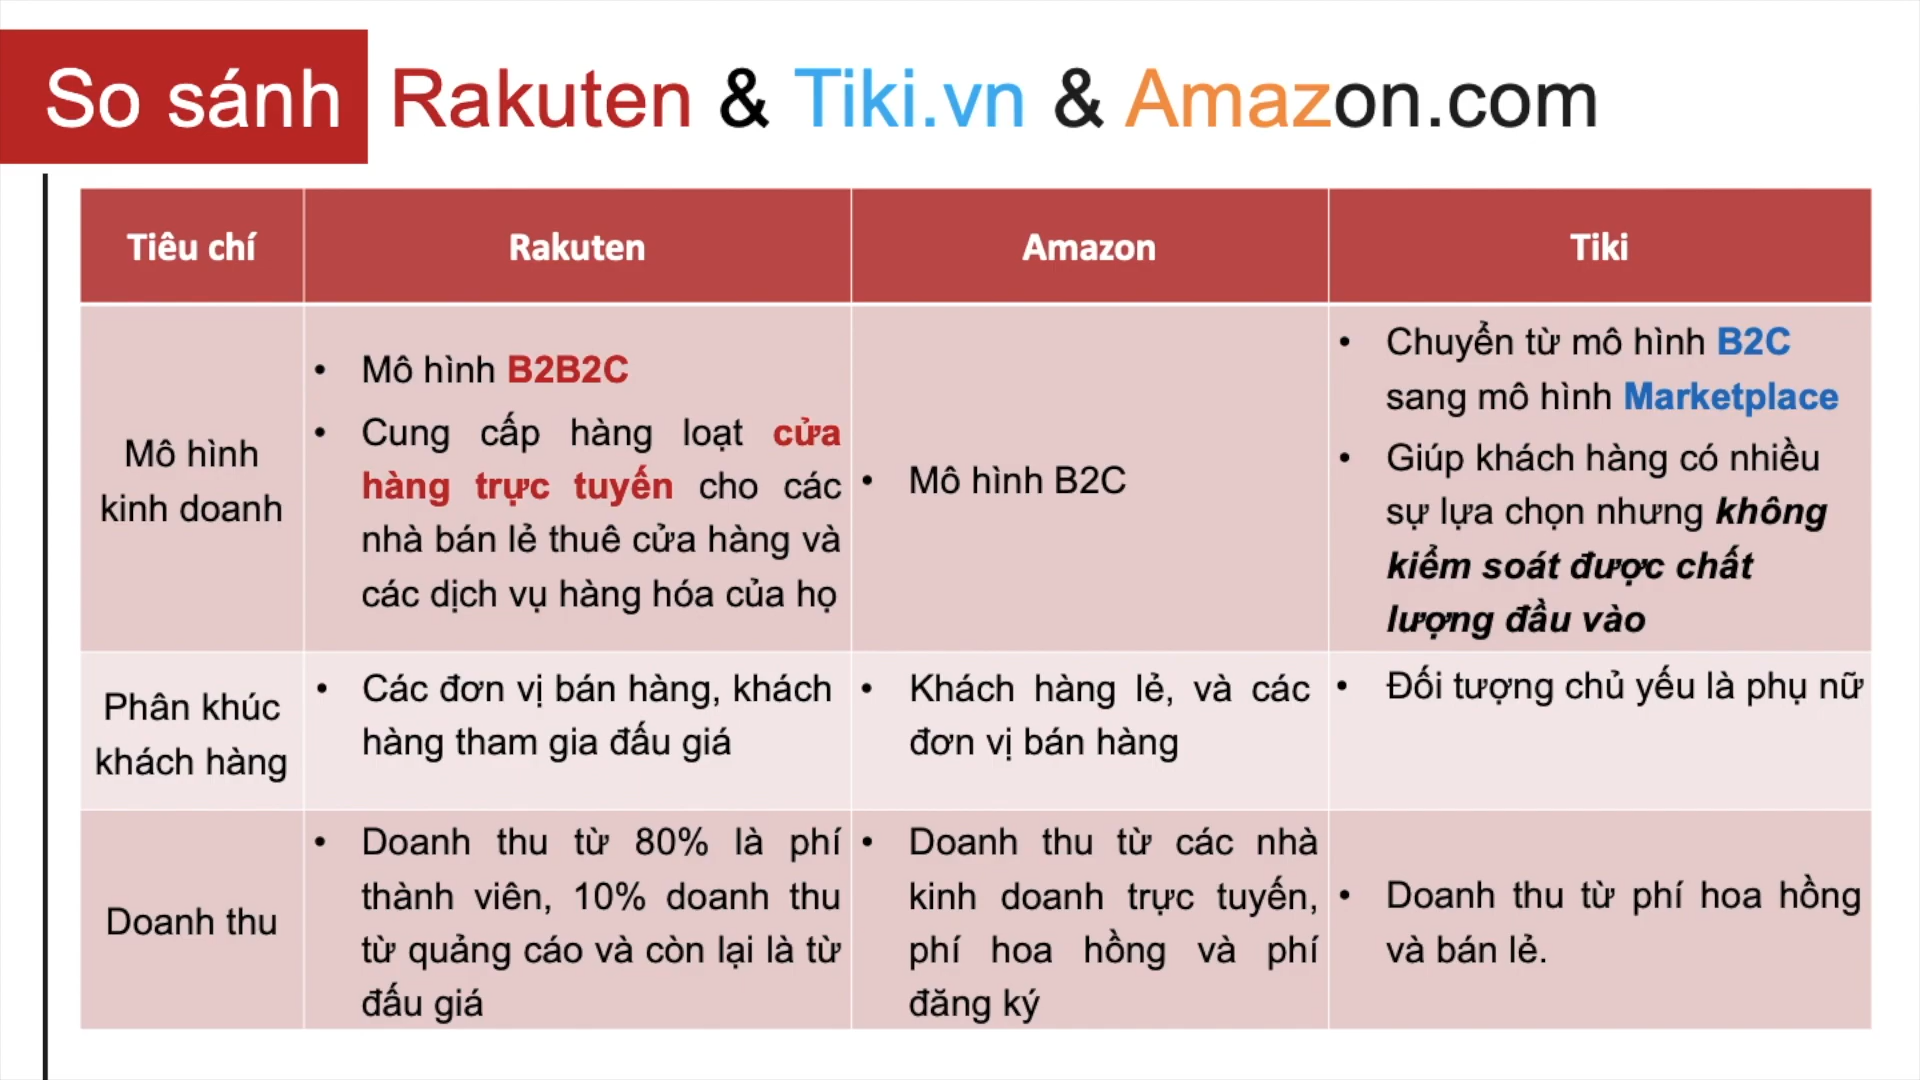 So sánh Rakuten & Tiki.vn & Amazon.com
Tiêu chí
Rakuten
Amazon
Tiki
Mô hình
kinh doanh
• Mô hình B2B2C
• Cung cấp hàng loạt cửa
hàng trực tuyến cho các
nhà bán lẻ thuê cửa hàng và
các dịch vụ hàng hóa của họ
• Mô hình B2C
• Chuyển từ mô hình B2C
sang mô hình Marketplace
• Giúp khách hàng có nhiều
sự lựa chọn nhưng không
kiểm soát được chất
lượng đầu vào
Phân khúc
khách hàng
• Các đơn vị bán hàng, khách
hàng tham gia đấu giá
• Khách hàng lẻ, và các
đơn vị bán hàng
• Đối tượng chủ yếu là phụ nữ
Doanh thu
• Doanh thu từ 80% là phí
thành viên, 10% doanh thu
từ quảng cáo và còn lại là từ
đấu giá
• Doanh thu từ các nhà
kinh doanh trực tuyến,
phí hoa hồng và phí
đăng ký
• Doanh thu từ phí hoa hồng
và bán lẻ.